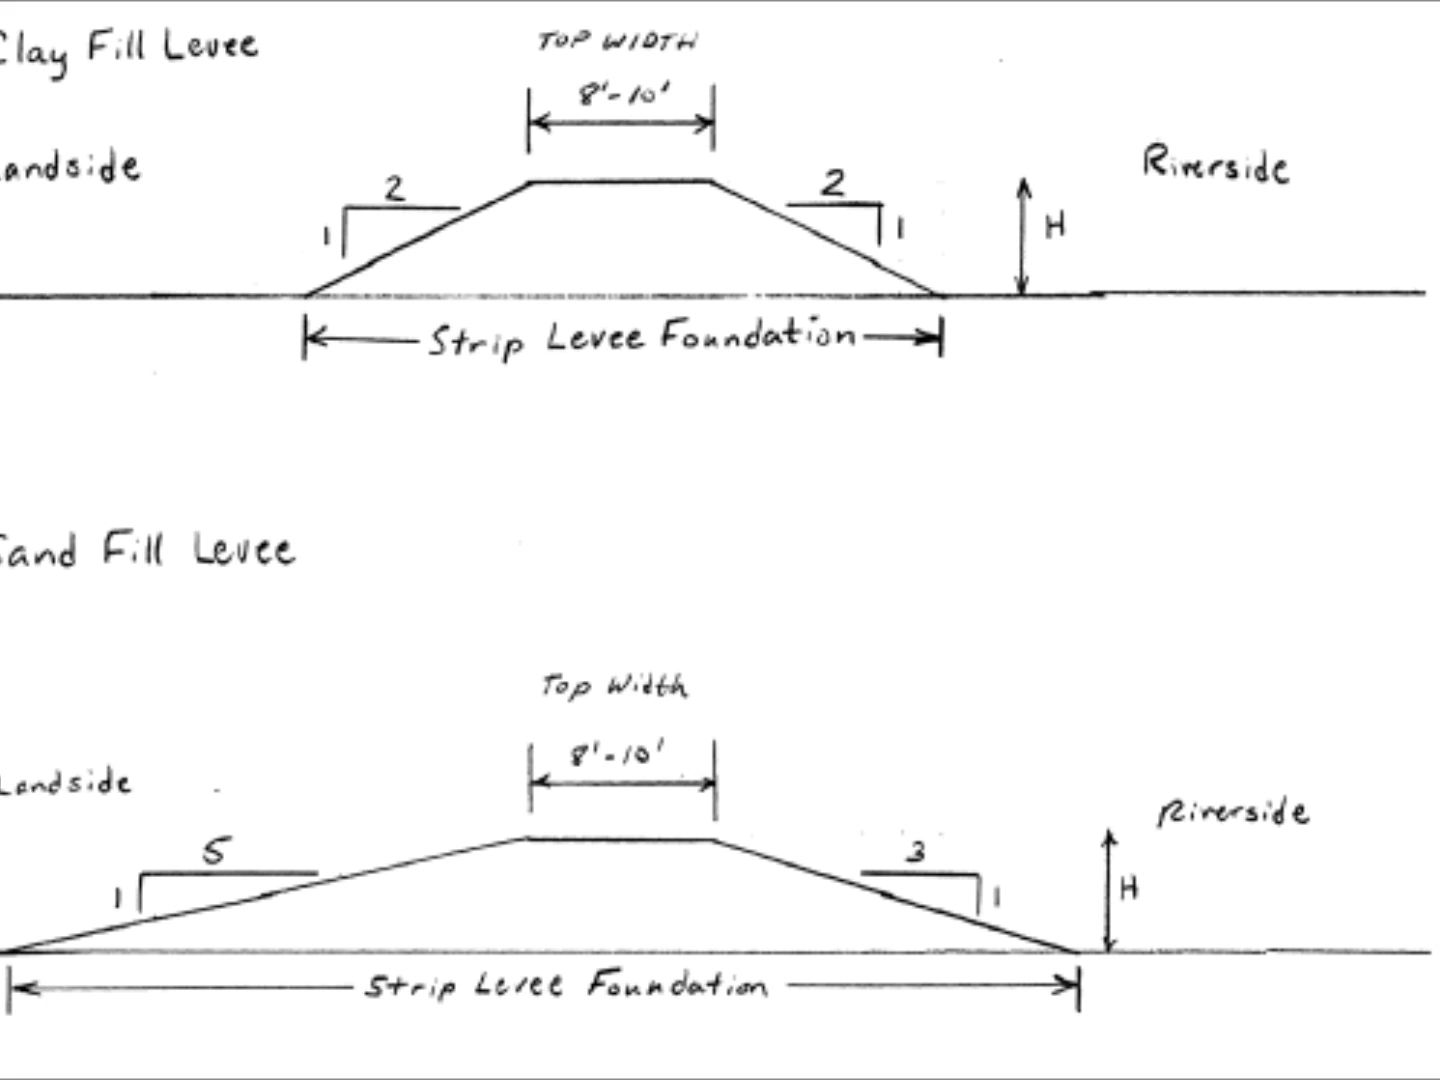 Clay Fill Levee
TOP WIDTH
8'-10'
Landside
Riverside
2
1
2
1
H
Strip Levee Foundation
Sand Fill Levee
Top Width
8'-10'
Landside
Riverside
5
1
3
1
H
Strip Levee Foundation